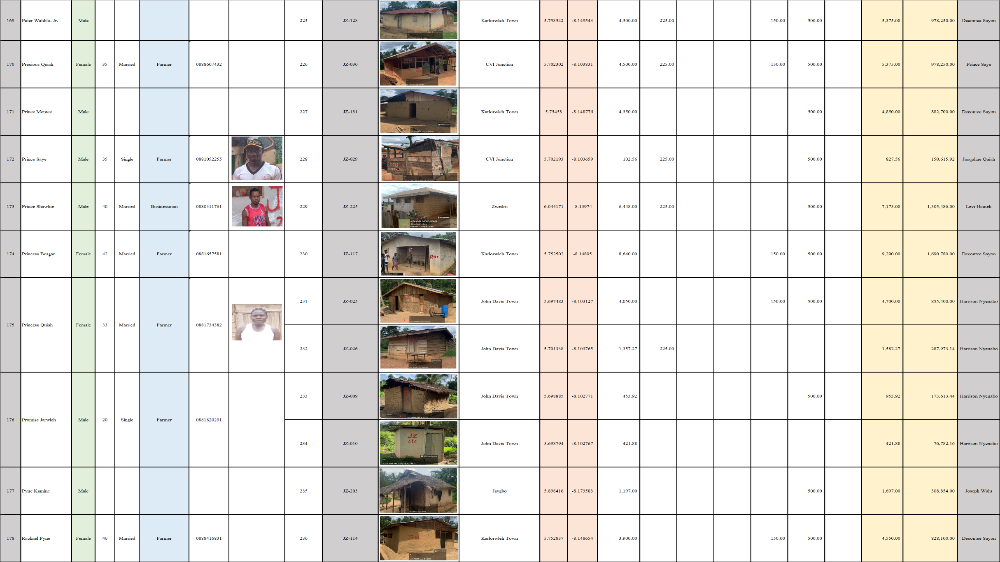 169 Peter Wahblo, Jr. Male 225 JZ-128 Karlorwleh Town 5.753542 -8.149543 4,500.00 225.00 150.00 500.00 5,375.00 978,250.00 Decontee Sayon
170 Precious Quiah Female 35 Married Farmer 0888607432 226 JZ-030 CVI Junction 5.702302 -8.103831 4,500.00 225.00 150.00 500.00 5,375.00 978,250.00 Prince Saye
171 Prince Mentee Male 227 JZ-131 Karlorwleh Town 5.75453 -8.148776 4,350.00 500.00 4,850.00 882,700.00 Decontee Sayon
172 Prince Saye Male 35 Single Farmer 0881052255 228 JZ-029 CVI Junction 5.702193 -8.103659 102.56 225.00 500.00 827.56 150,615.92 Jacquline Quiah
173 Prince Shawlue Male 40 Married Businessman 0880311761 229 JZ-225 Zwedru 6.044171 -8.13974 6,448.00 225.00 500.00 7,173.00 1,305,486.00 Levi Hinneh
Grande Gedeh,Liberia
Grande Gedeh, Liberia
174 Princess Beagar Female 42 Married Farmer 0881657581 230 JZ-117 Karlorwleh Town 5.752502 -8.14895 8,640.00 150.00 500.00 9,290.00 1,690,780.00 Decontee Sayon
175 Princess Quiah Female 33 Married Farmer 0881734382 231 JZ-025 John Davis Town 5.697483 -8.103127 4,050.00 150.00 500.00 4,700.00 855,400.00 Harrison Nyenabo
232 JZ-026 John Davis Town 5.701338 -8.103765 1,357.27 225.00 1,582.27 287,973.14 Harrison Nyenabo
176 Promise Jarwleh Male 20 Single Farmer 0881820291 233 JZ-009 John Davis Town 5.698885 -8.102771 453.92 500.00 953.92 173,613.44 Harrison Nyenabo
234 JZ-010 John Davis Town 5.698794 -8.102767 421.88 421.88 76,782.16 Harrison Nyenabo
JZ
010
Lat 5.698794, Long -8.102767
177 Pyne Kamine Male 235 JZ-203 Jaygbo 5.898416 -8.173583 1,197.00 500.00 1,697.00 308,854.00 Joseph Wulu
178 Rachael Pyne Female 46 Married Farmer 0888416831 236 JZ-114 Karlorwleh Town 5.752837 -8.148654 3,900.00 150.00 500.00 4,550.00 828,100.00 Decontee Sayon